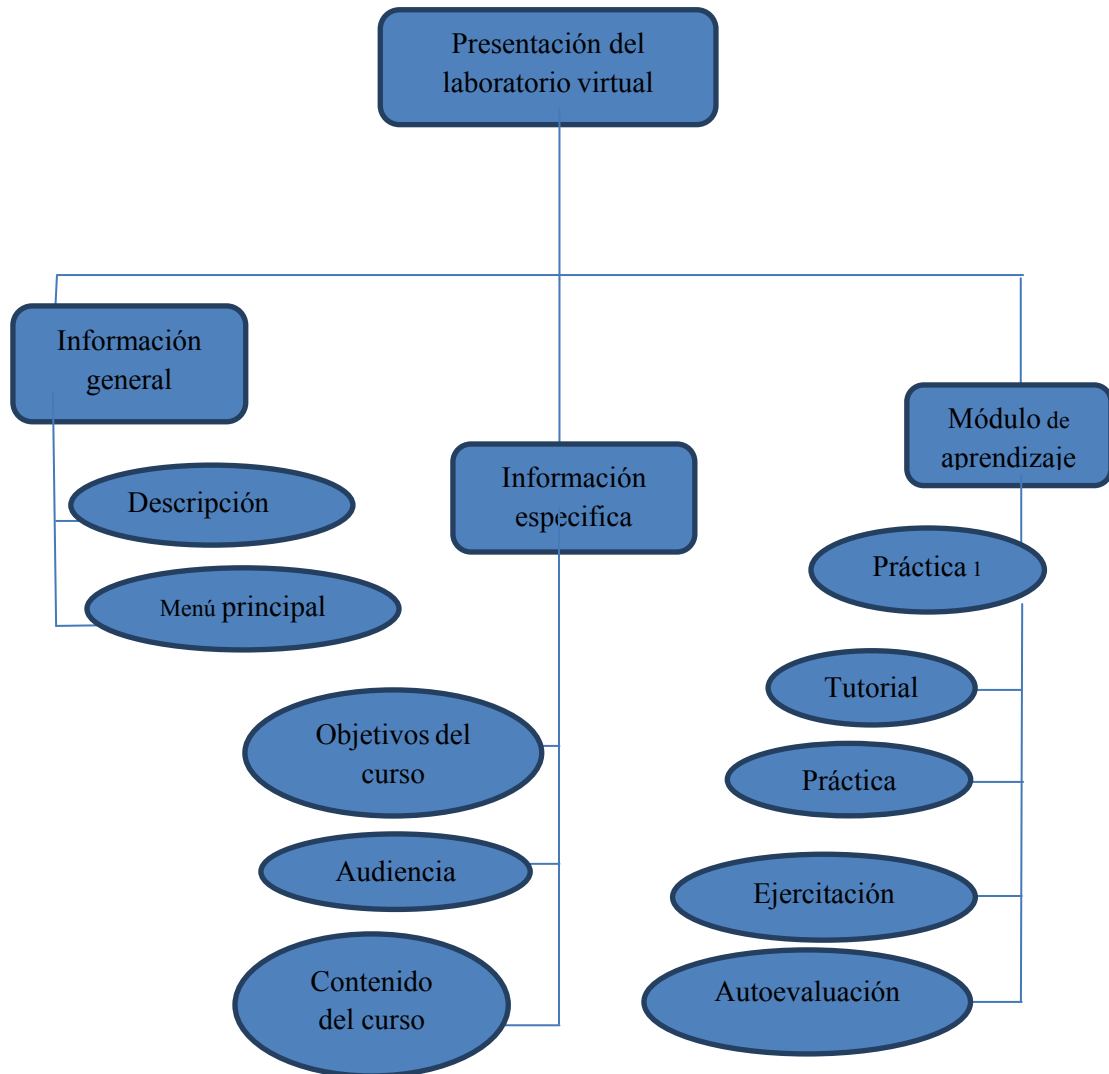 Presentación del
laboratorio virtual
Información
general
Descripción
Menú principal
Información
especifica
Objetivos del
curso
Audiencia
Contenido
del curso
Módulo de
aprendizaje
Práctica 1
Tutorial
Práctica
Ejercitación
Autoevaluación